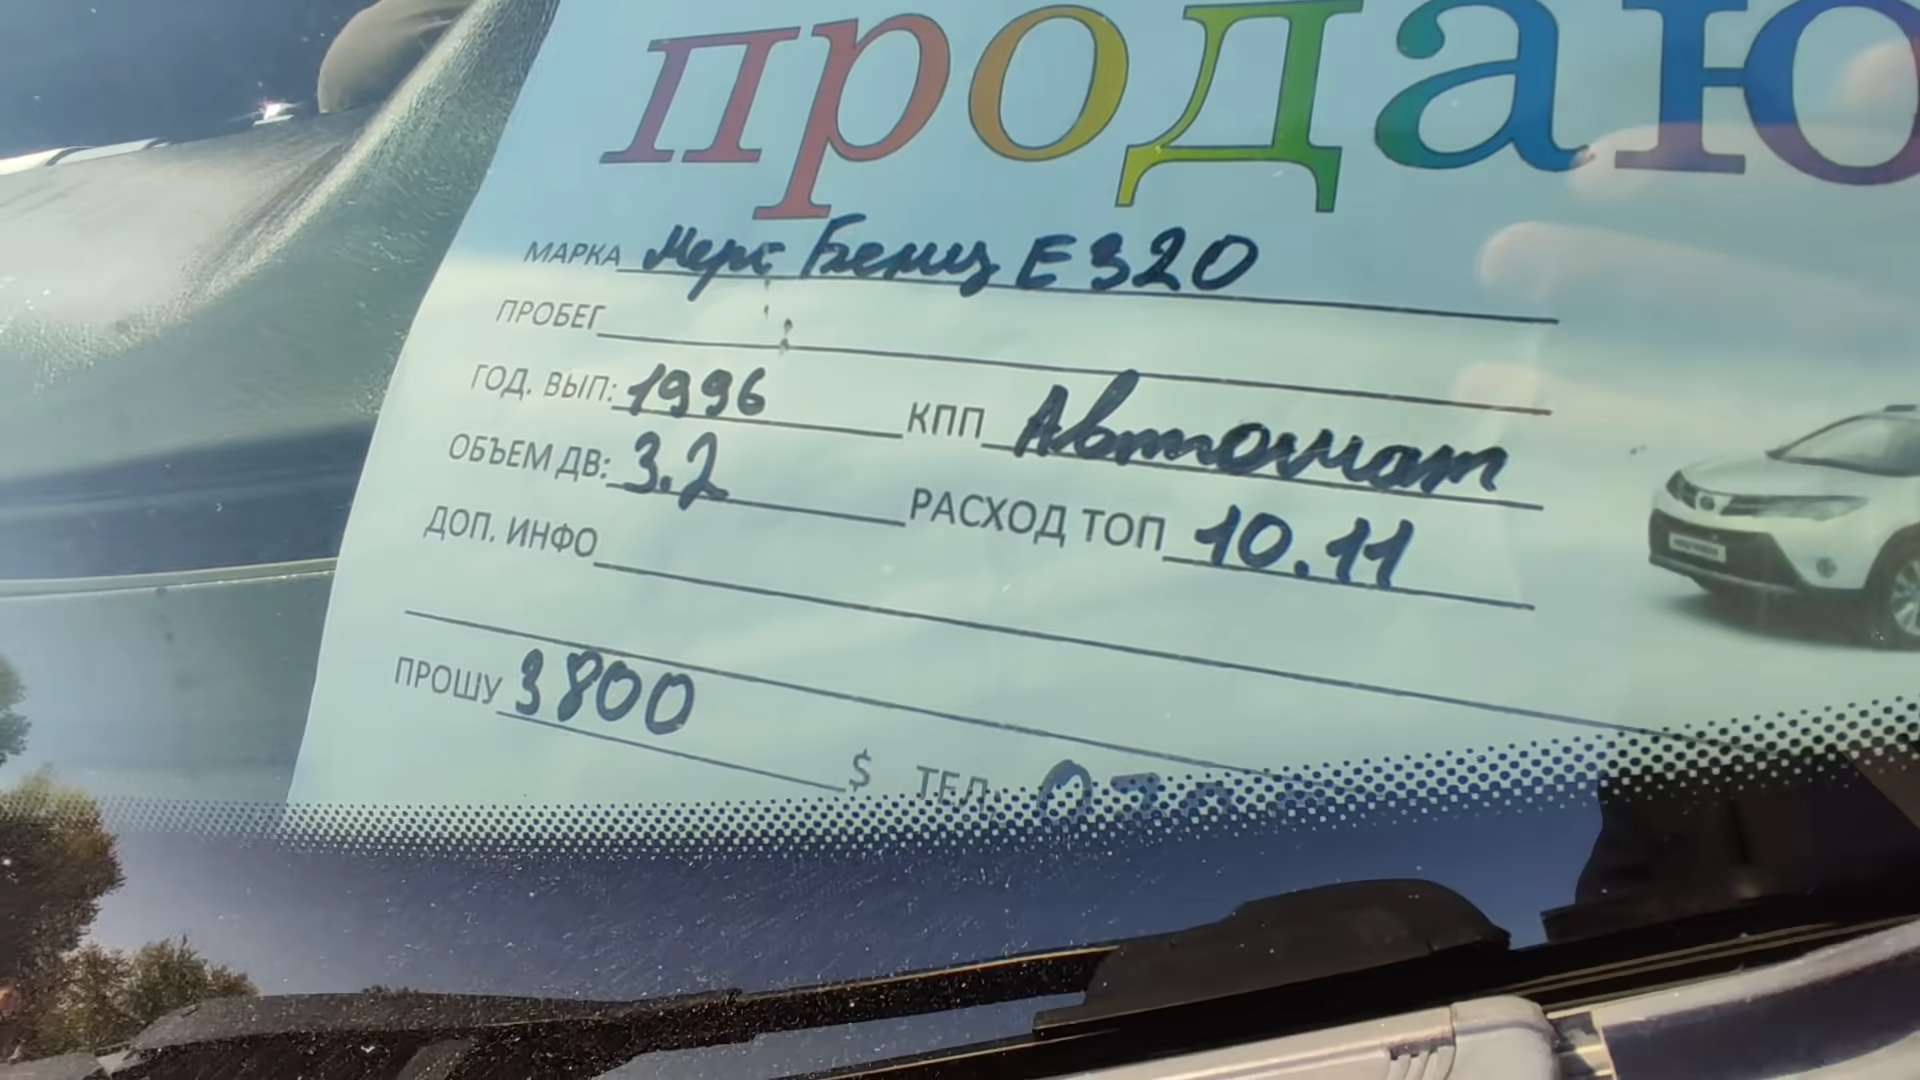 продаю
МАРКА Мерс Бенц Е 320
ПРОБЕГ
ГОД. ВЫП: 1996 КПП Автомат
ОБЪЕМ ДВ: 3.2 РАСХОД ТОП 10.11
ДОП. ИНФО
ПРОШУ 3800 $ ТЕЛ: